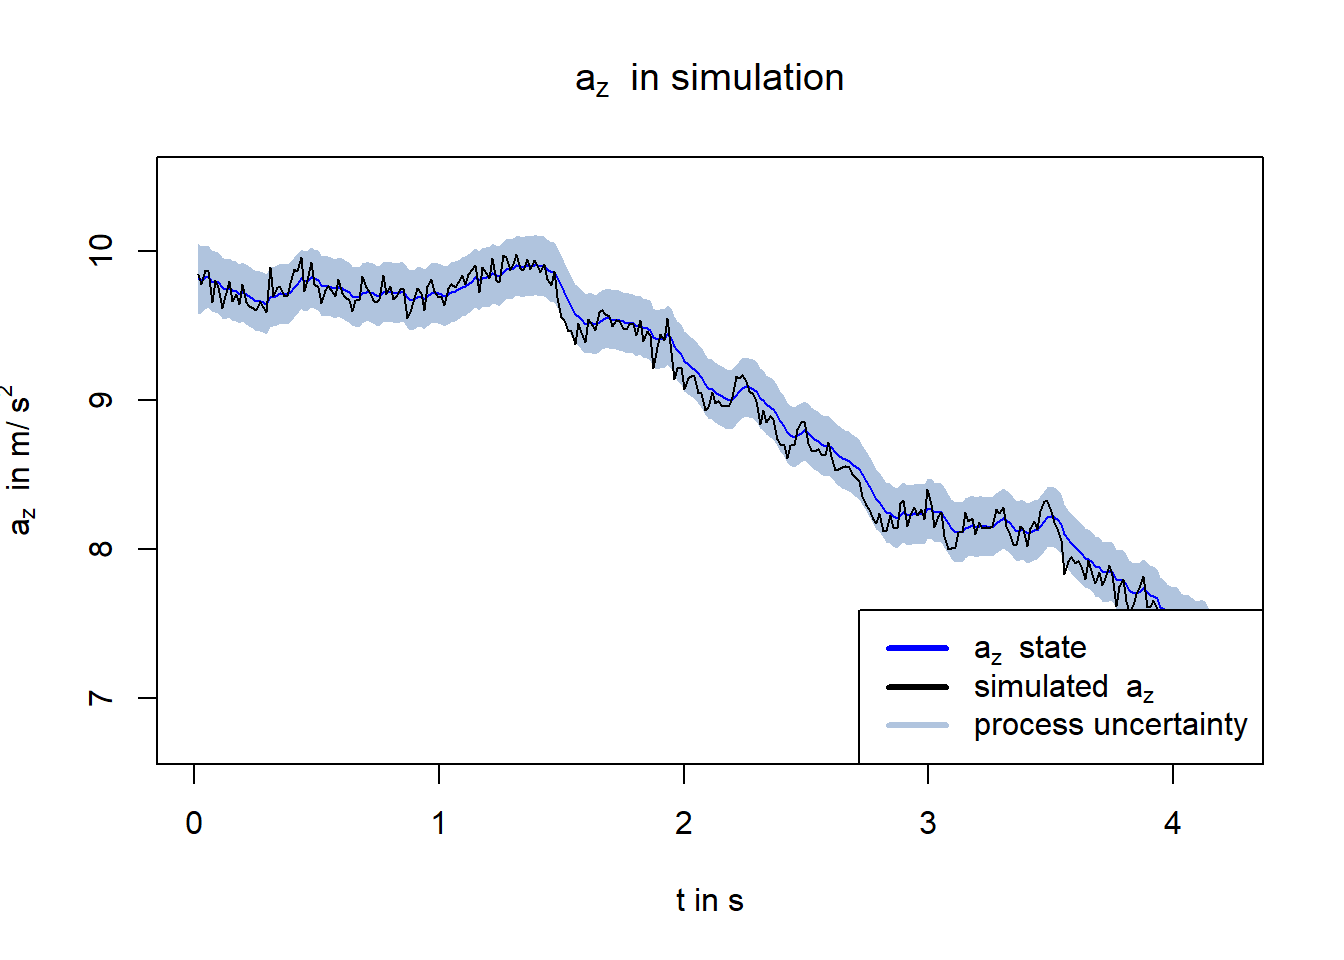 a_z in simulation
a_z in m/s²
10
9
8
7
0 1 2 3 4
t in s
a_z state
simulated a_z
process uncertainty